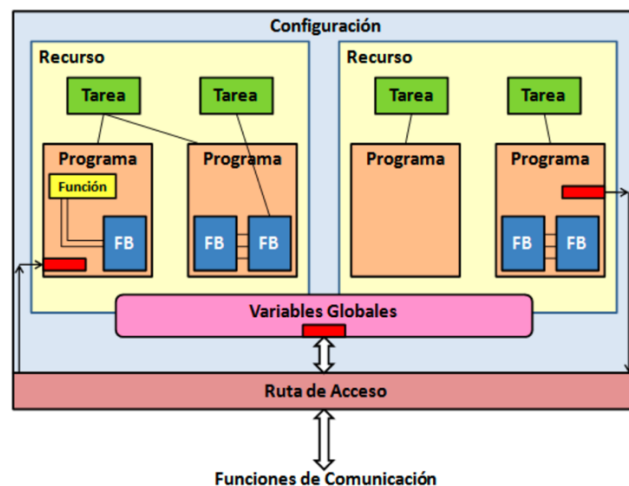 Configuración
Recurso
Tarea
Tarea
Programa
Función
FB
Programa
FB
FB
Recurso
Tarea
Tarea
Programa
Programa
FB
FB
Variables Globales
Ruta de Acceso
Funciones de Comunicación